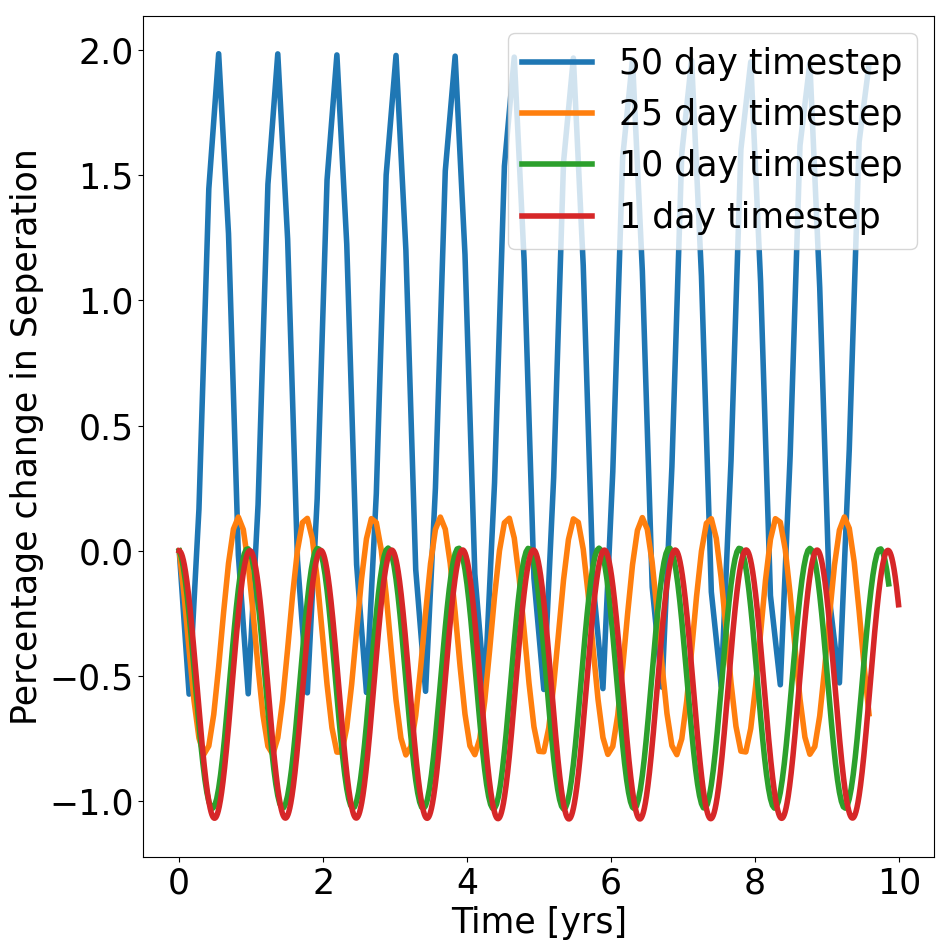 2.0
1.5
1.0
0.5
0.0
−0.5
−1.0
Percentage change in Seperation
50 day timestep
25 day timestep
10 day timestep
1 day timestep
0 2 4 6 8 10
Time [yrs]